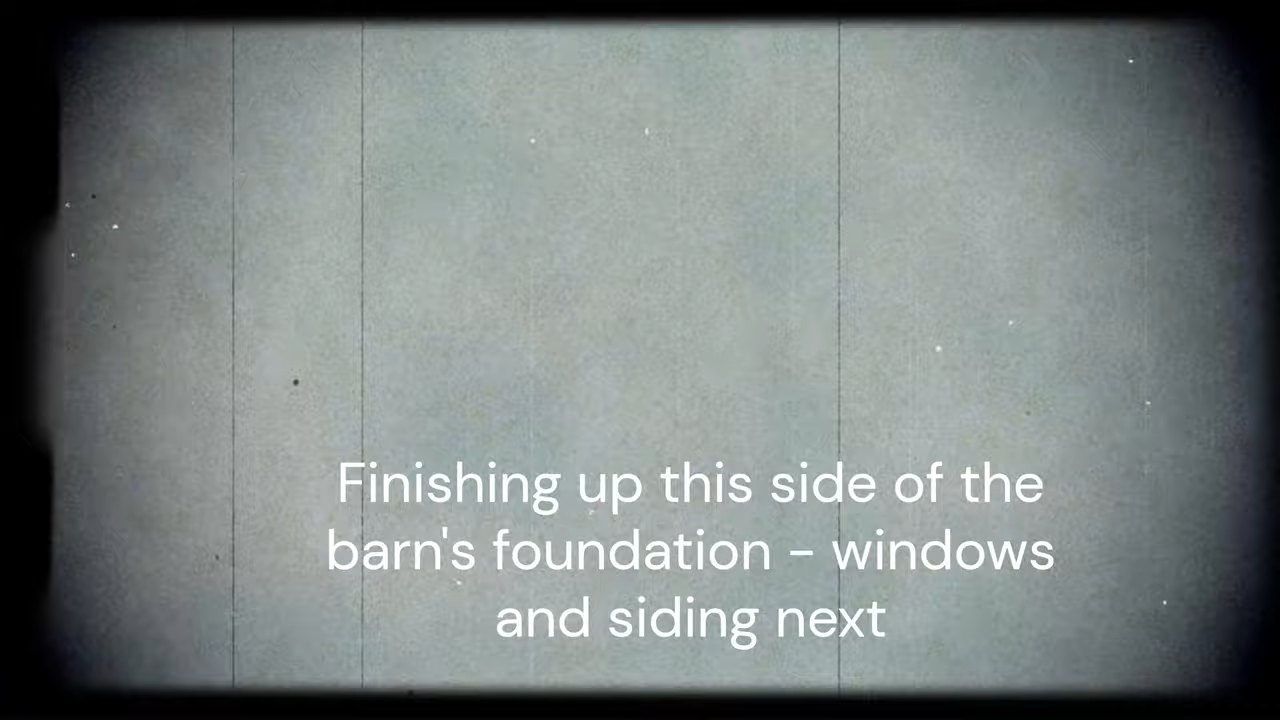 Finishing up this side of the
barn's foundation - windows
and siding next